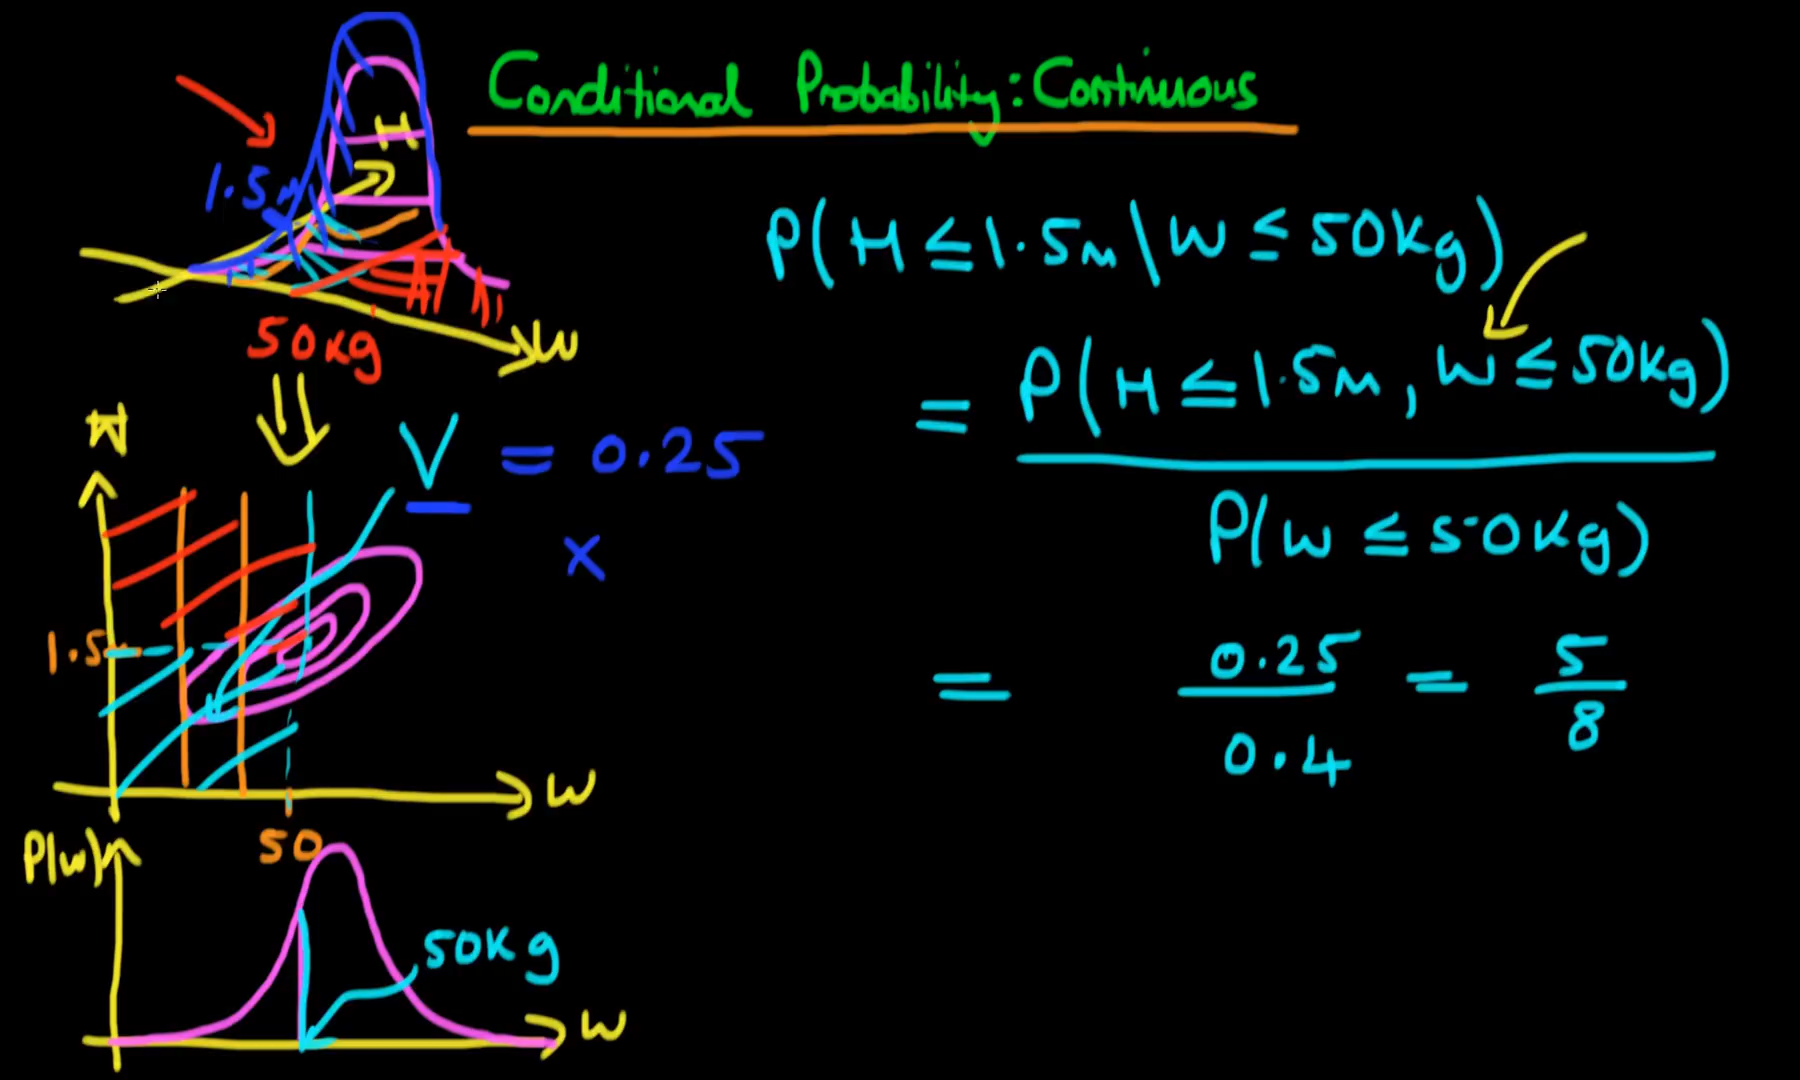 Conditional Probability: Continuous
H
1.5m
50kg
W
P(H ≤ 1.5m | W ≤ 50kg)
= P(H ≤ 1.5m, W ≤ 50kg)
P(W ≤ 50kg)
= 0.25 / 0.4 = 5 / 8
V = 0.25
x
H
1.5
50
W
P(w)
50kg
W